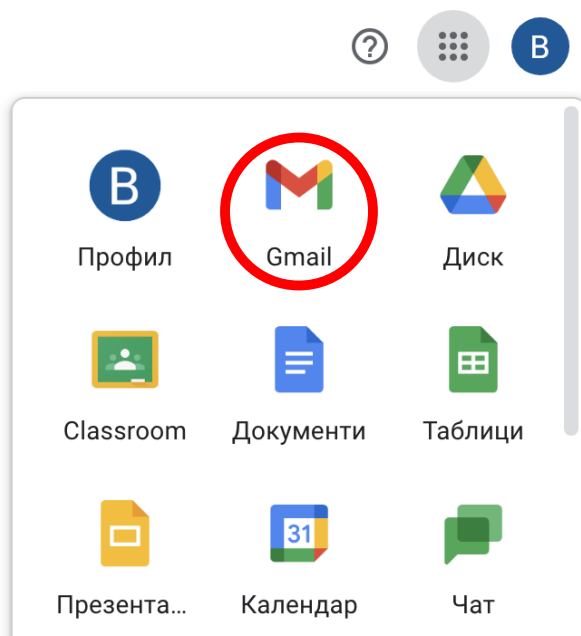 B
B
Профил
Gmail
Диск
Classroom
Документи
Таблици
31
Презента...
Календар
Чат